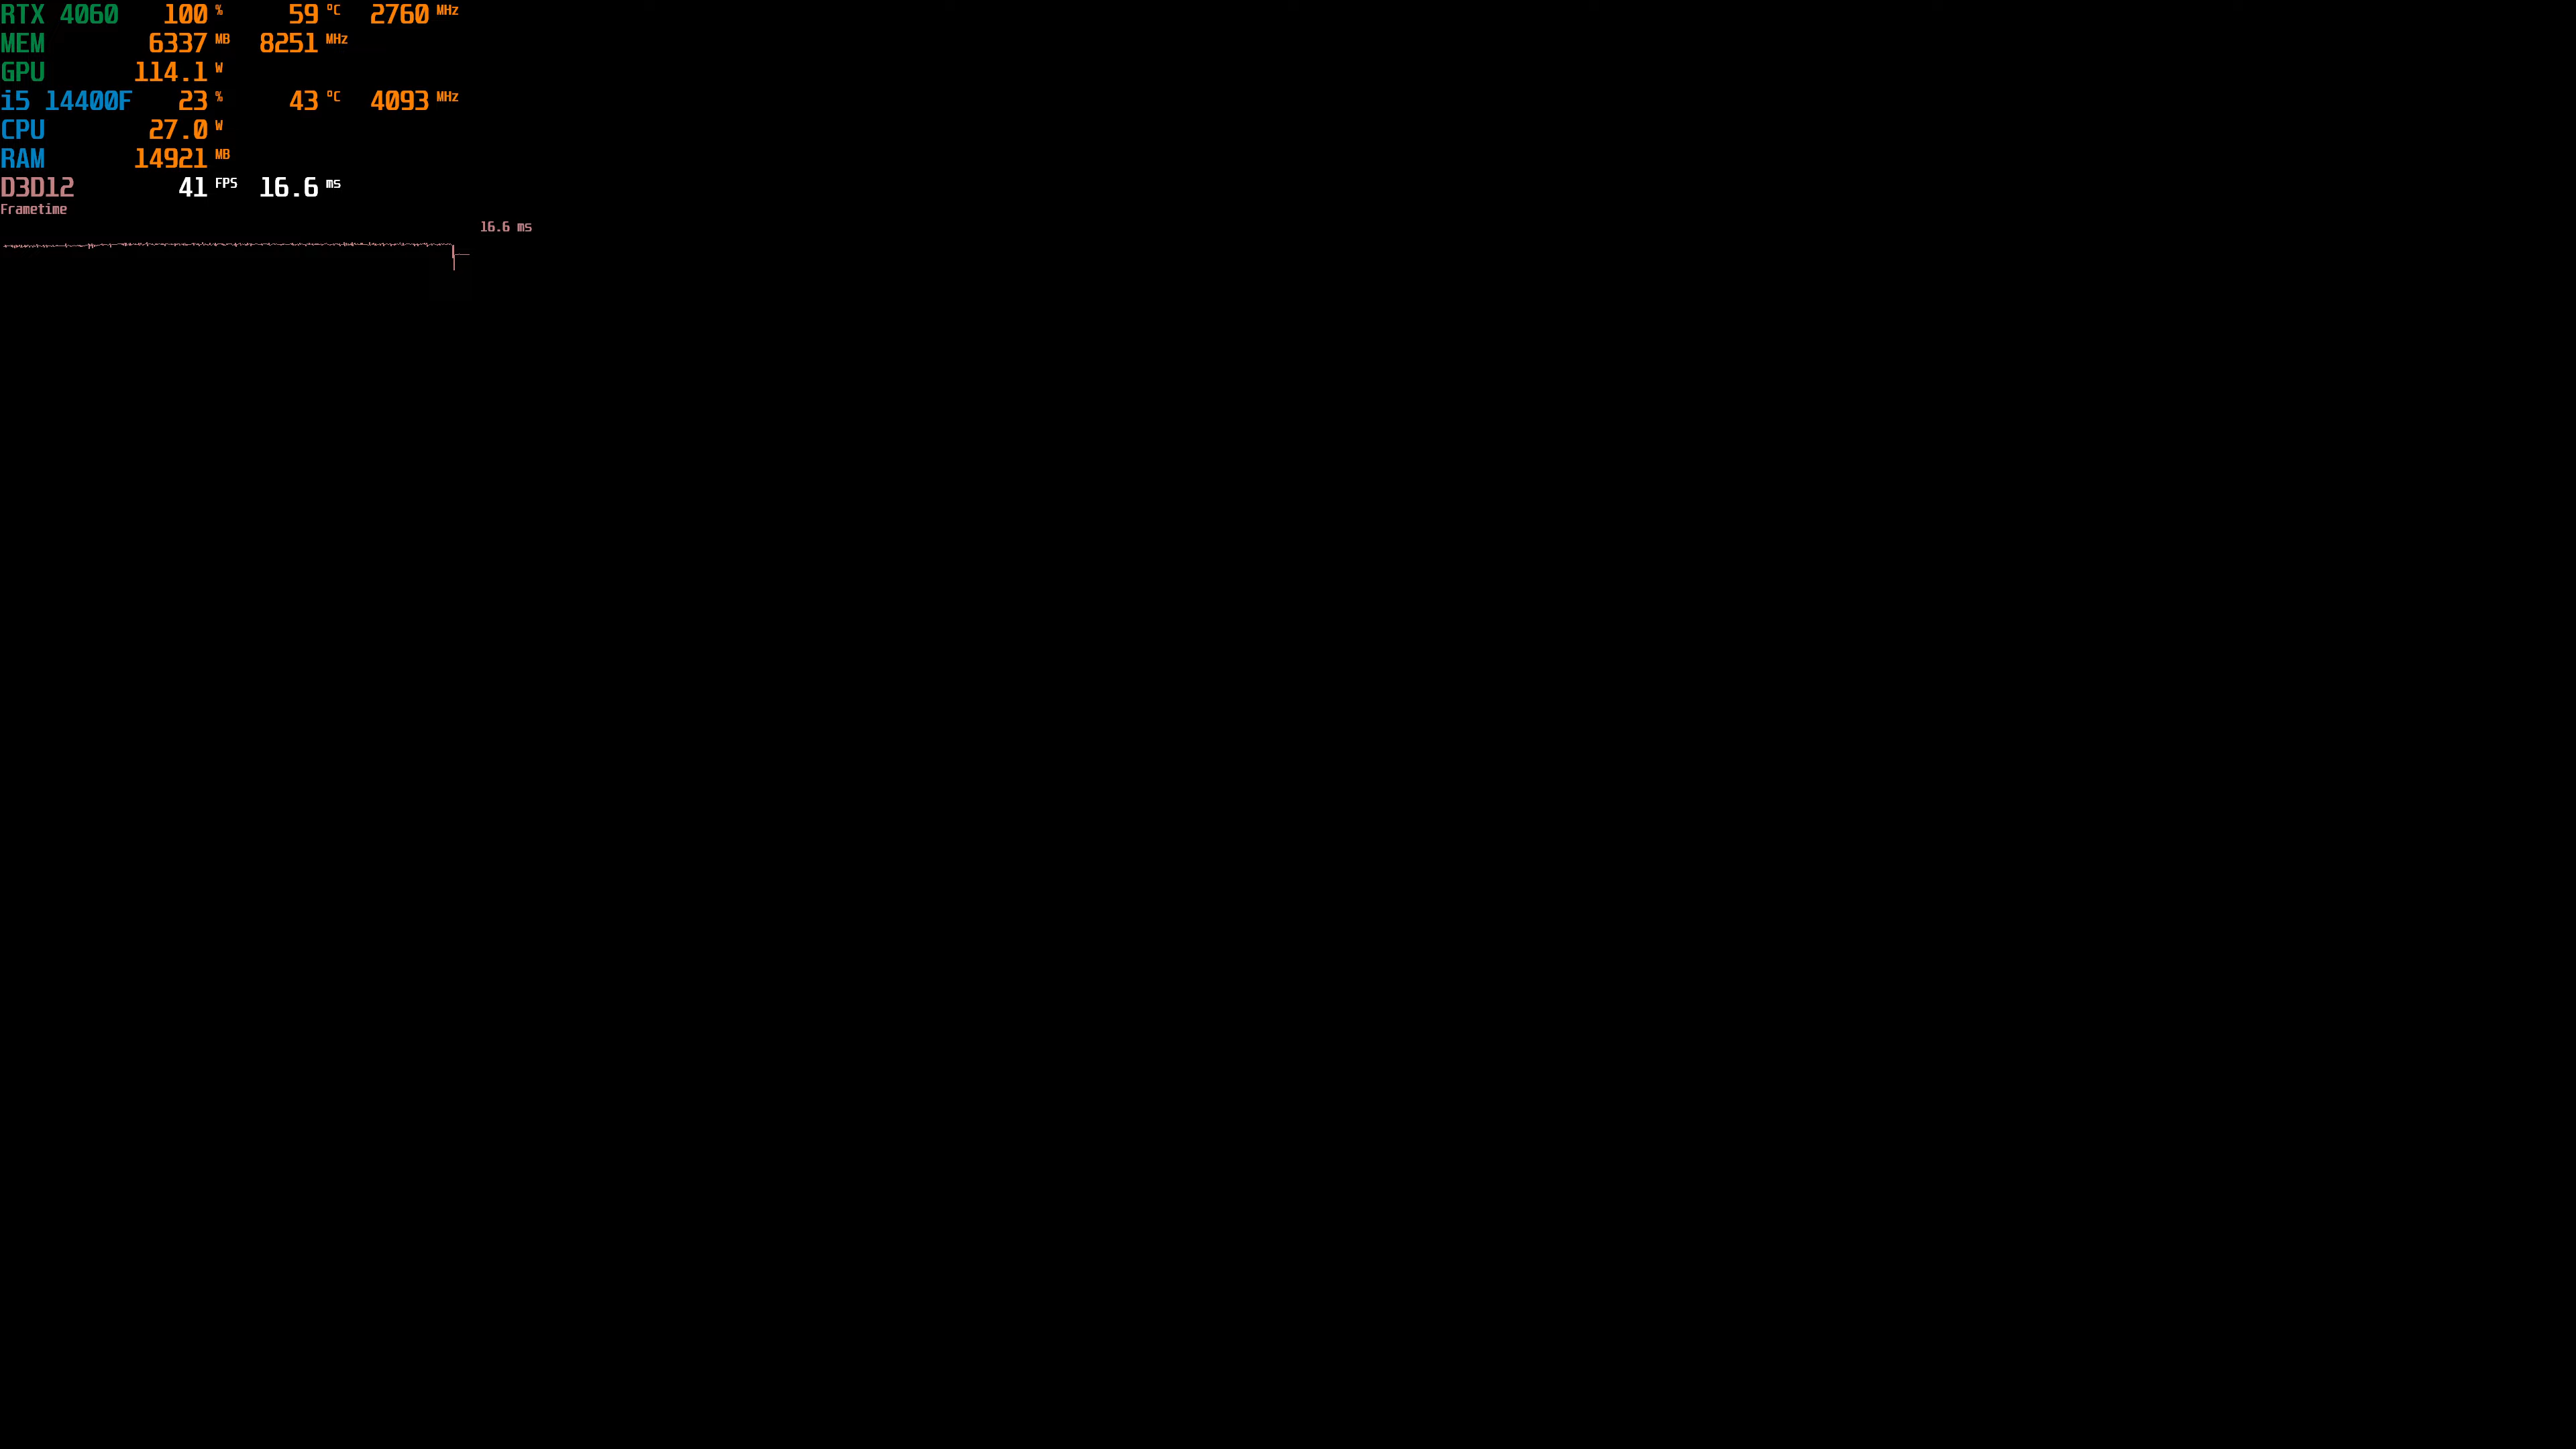 RTX 4060 100 % 59 °C 2760 MHz
MEM 6337 MB 8251 MHz
GPU 114.1 W
i5 14400F 23 % 43 °C 4093 MHz
CPU 27.0 W
RAM 14921 MB
D3D12 41 FPS 16.6 ms
Frametime
16.6 ms